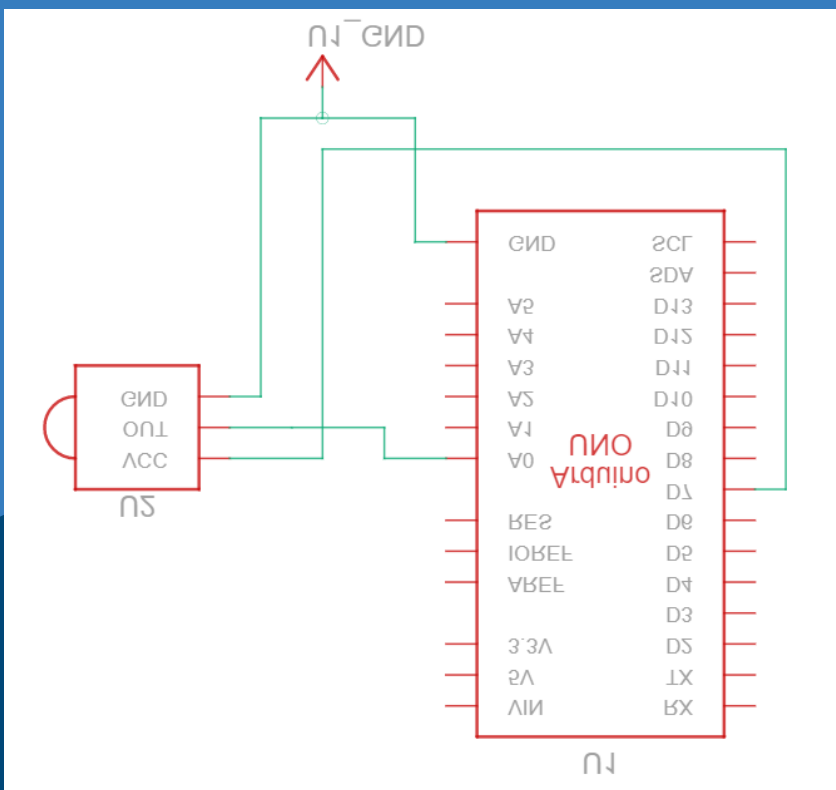 U1_GND
GND
SCL
SDA
A5
D13
A4
D12
A3
D11
A2
D10
A1
D9
A0
D8
D7
Arduino
UNO
RES
D6
IOREF
D5
AREF
D4
D3
3.3V
D2
5V
TX
VIN
RX
U1
GND
OUT
VCC
U2